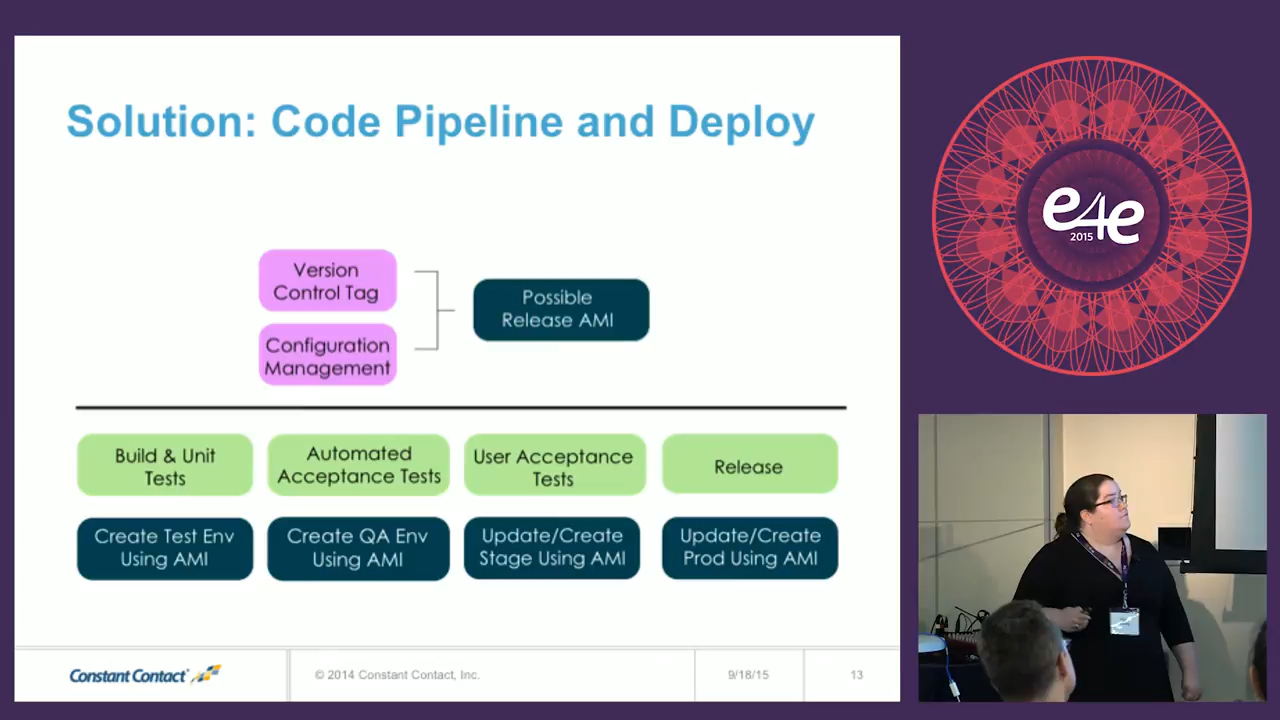 Solution: Code Pipeline and Deploy
Version
Control Tag
Configuration
Management
Possible
Release AMI
Build & Unit
Tests
Automated
Acceptance Tests
User Acceptance
Tests
Release
Create Test Env
Using AMI
Create QA Env
Using AMI
Update/Create
Stage Using AMI
Update/Create
Prod Using AMI
Constant Contact
© 2014 Constant Contact, Inc.
9/18/15
13
e4e
2015